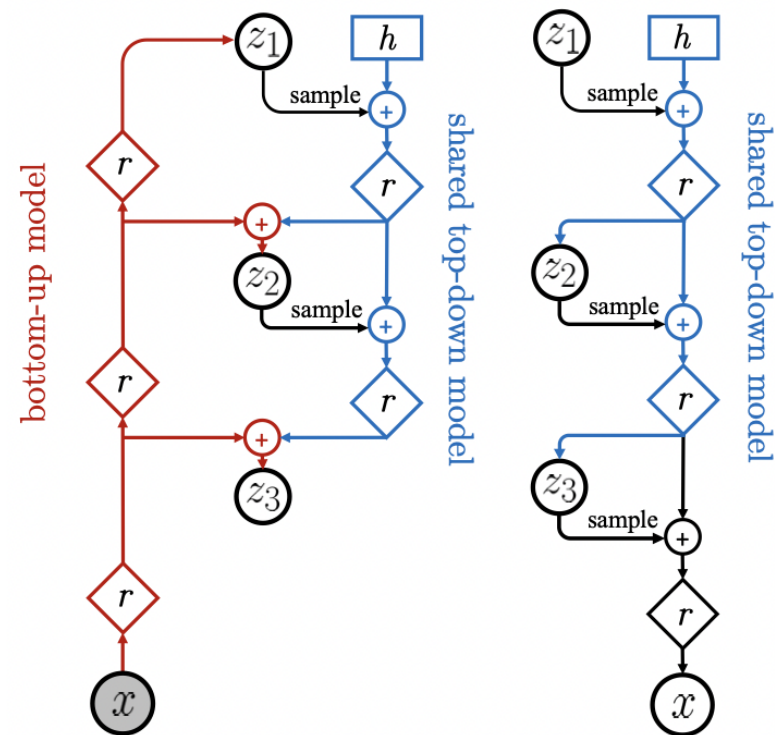 z1
h
sample
+
r
r
+
z2
sample
+
r
r
+
z3
r
x
bottom-up model
shared top-down model
z1
h
sample
+
r
z2
sample
+
r
z3
sample
+
r
x
shared top-down model